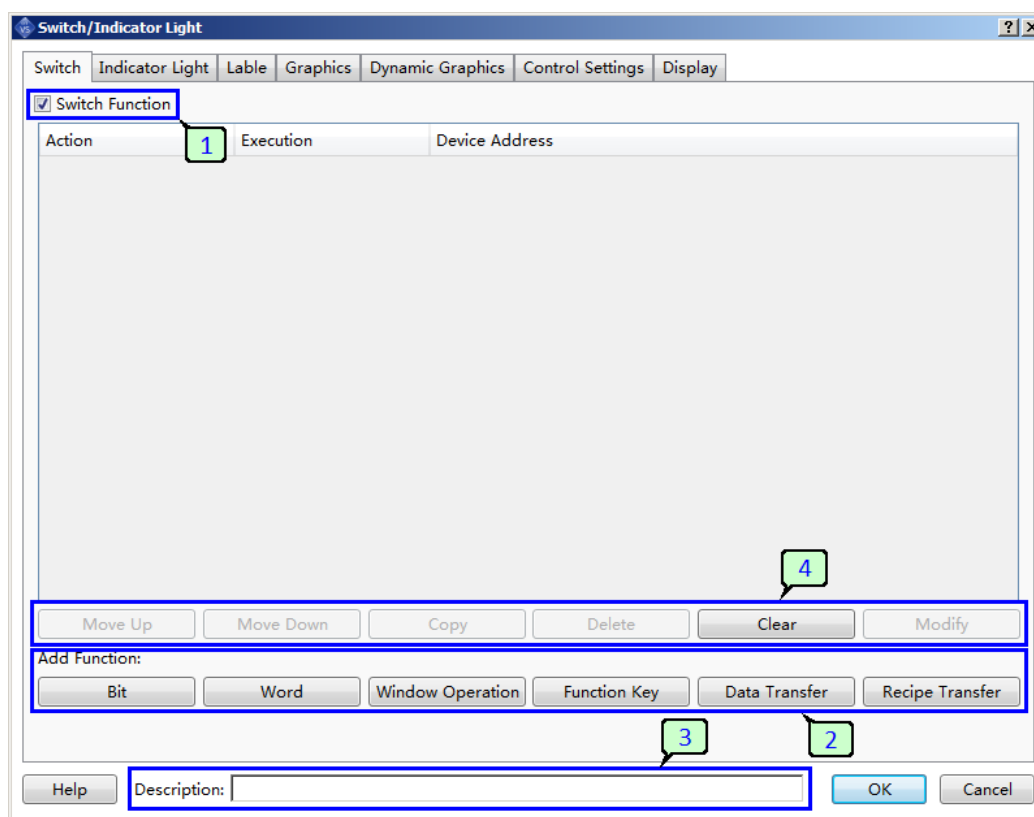 VS Switch/Indicator Light ? X
Switch Indicator Light Lable Graphics Dynamic Graphics Control Settings Display
Switch Function
1
Action Execution Device Address
4
Move Up Move Down Copy Delete Clear Modify
Add Function:
Bit Word Window Operation Function Key Data Transfer Recipe Transfer
3 2
Help Description: OK Cancel